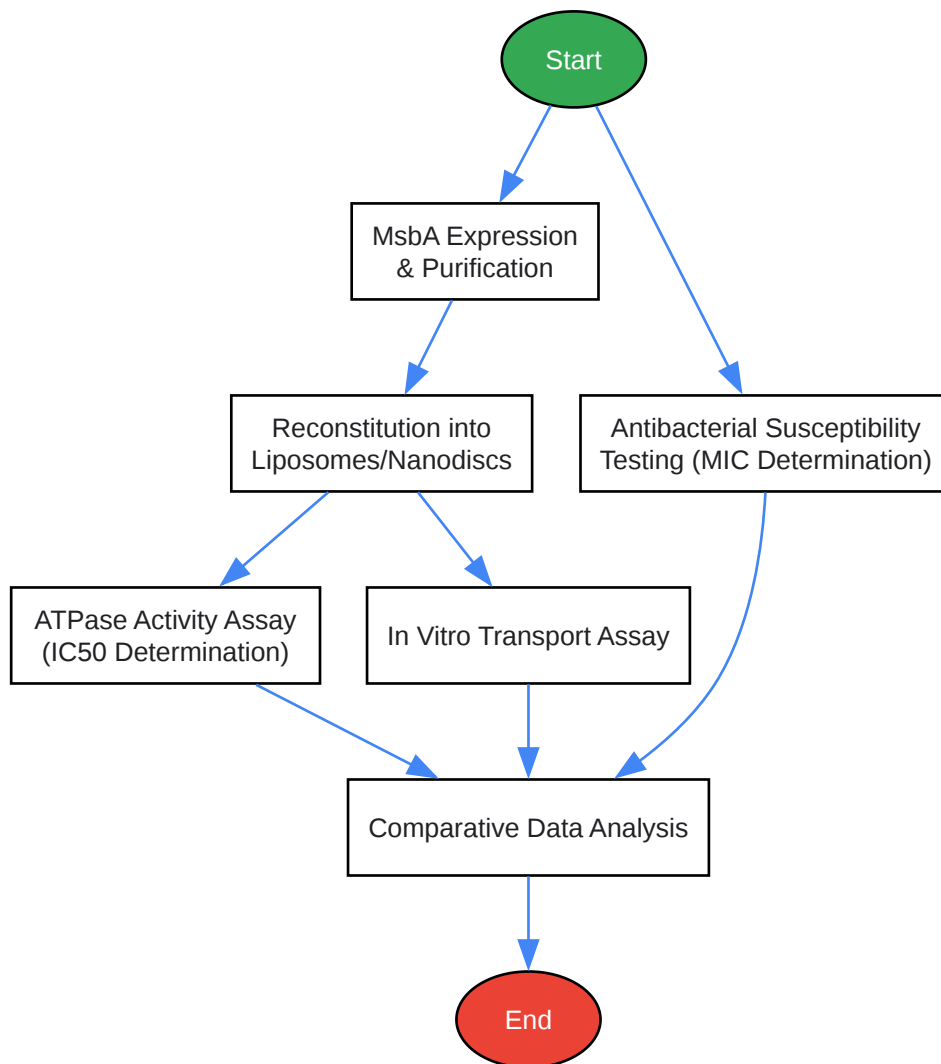 Start
MsbA Expression
& Purification
Reconstitution into
Liposomes/Nanodiscs
Antibacterial Susceptibility
Testing (MIC Determination)
ATPase Activity Assay
(IC50 Determination)
In Vitro Transport Assay
Comparative Data Analysis
End